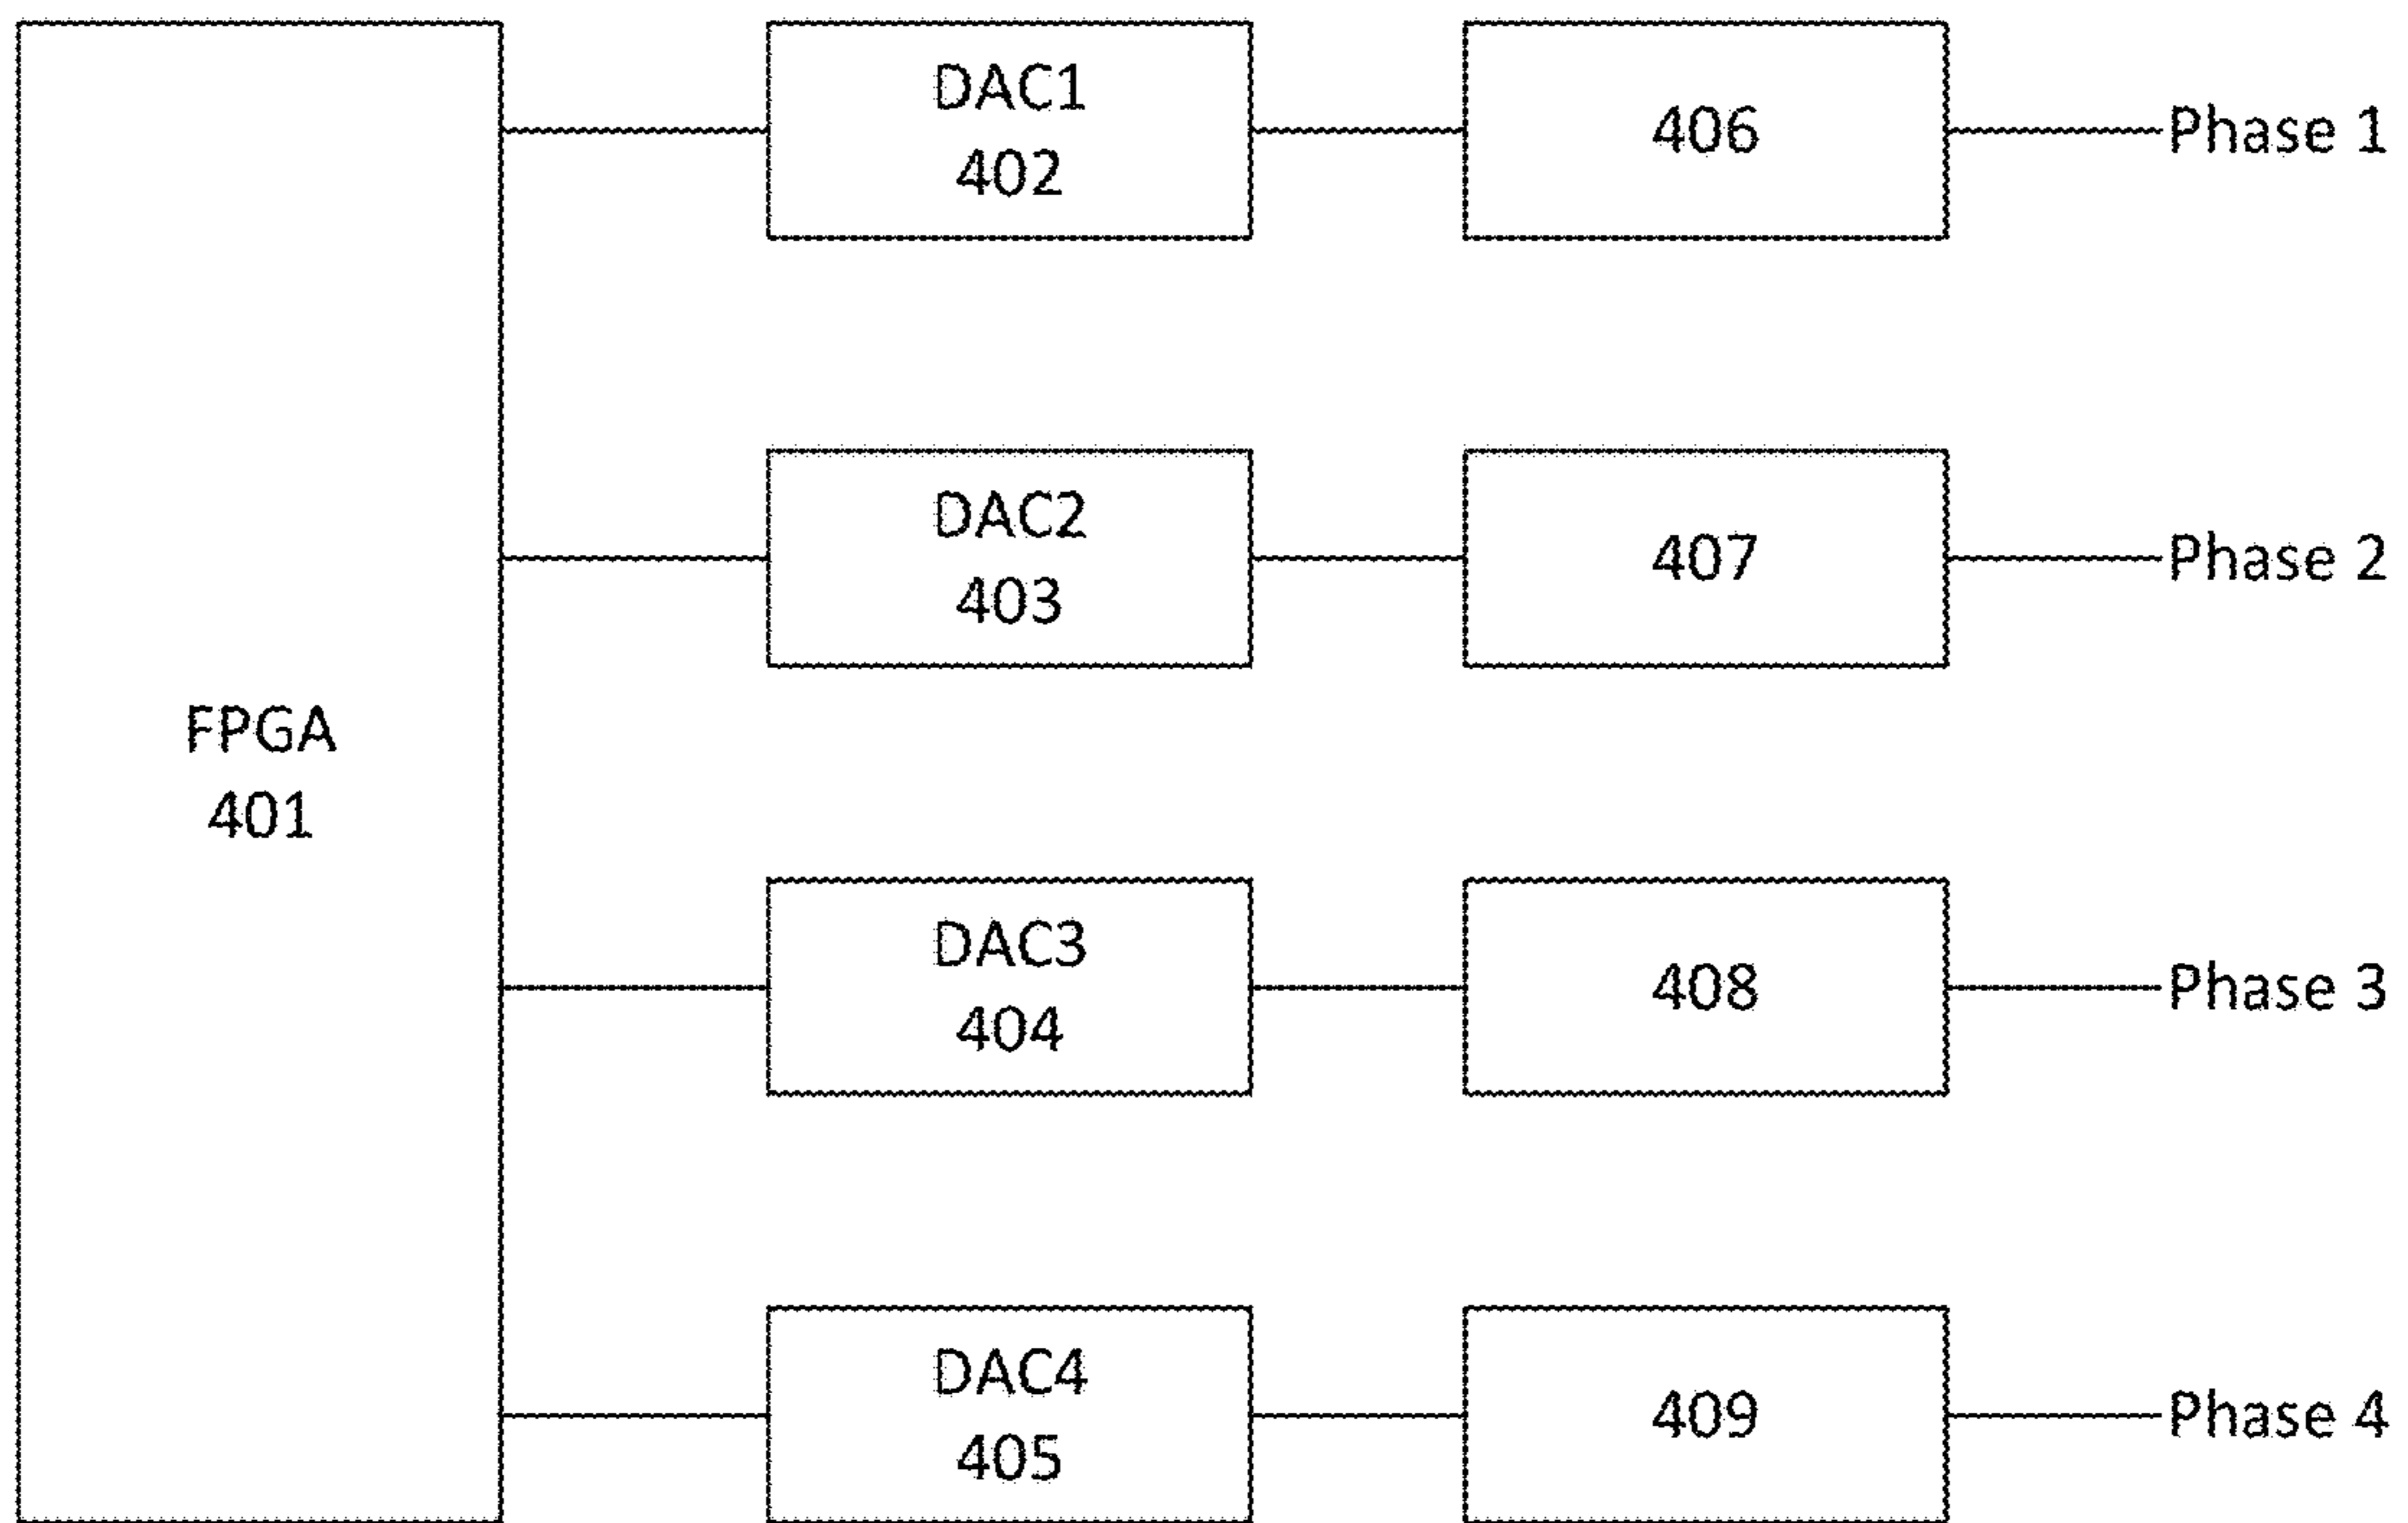 FPGA
401
DAC1
402
406
Phase 1
DAC2
403
407
Phase 2
DAC3
404
408
Phase 3
DAC4
405
409
Phase 4